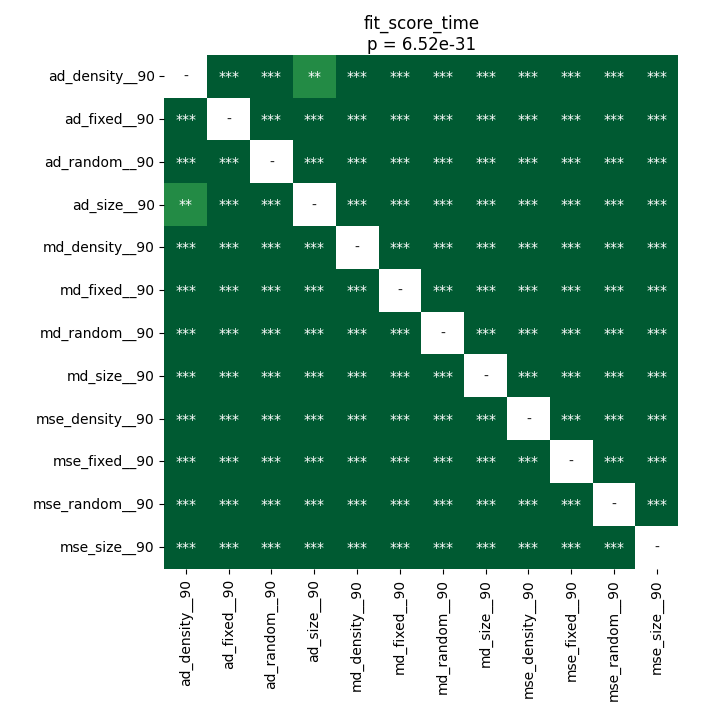 fit_score_time
p = 6.52e-31
ad_density__90 - *** *** ** *** *** *** *** *** *** *** ***
ad_fixed__90 *** - *** *** *** *** *** *** *** *** *** ***
ad_random__90 *** *** - *** *** *** *** *** *** *** *** ***
ad_size__90 ** *** *** - *** *** *** *** *** *** *** ***
md_density__90 *** *** *** *** - *** *** *** *** *** *** ***
md_fixed__90 *** *** *** *** *** - *** *** *** *** *** ***
md_random__90 *** *** *** *** *** *** - *** *** *** *** ***
md_size__90 *** *** *** *** *** *** *** - *** *** *** ***
mse_density__90 *** *** *** *** *** *** *** *** - *** *** ***
mse_fixed__90 *** *** *** *** *** *** *** *** *** - *** ***
mse_random__90 *** *** *** *** *** *** *** *** *** *** - ***
mse_size__90 *** *** *** *** *** *** *** *** *** *** *** -
ad_density__90
ad_fixed__90
ad_random__90
ad_size__90
md_density__90
md_fixed__90
md_random__90
md_size__90
mse_density__90
mse_fixed__90
mse_random__90
mse_size__90